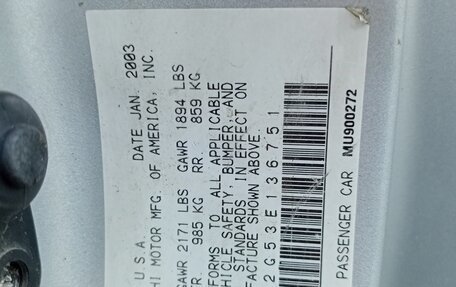 U.S.A. DATE JAN. 2003
HI MOTOR MFG. OF AMERICA, INC.
GAWR 2171 LBS GAWR 1894 LBS
FR. 985 KG RR. 859 KG
FORMS TO ALL APPLICABLE
HICLE SAFETY, BUMPER, AND
STANDARDS IN EFFECT ON
FACTURE SHOWN ABOVE.
2G53E136751
PASSENGER CAR MU900272